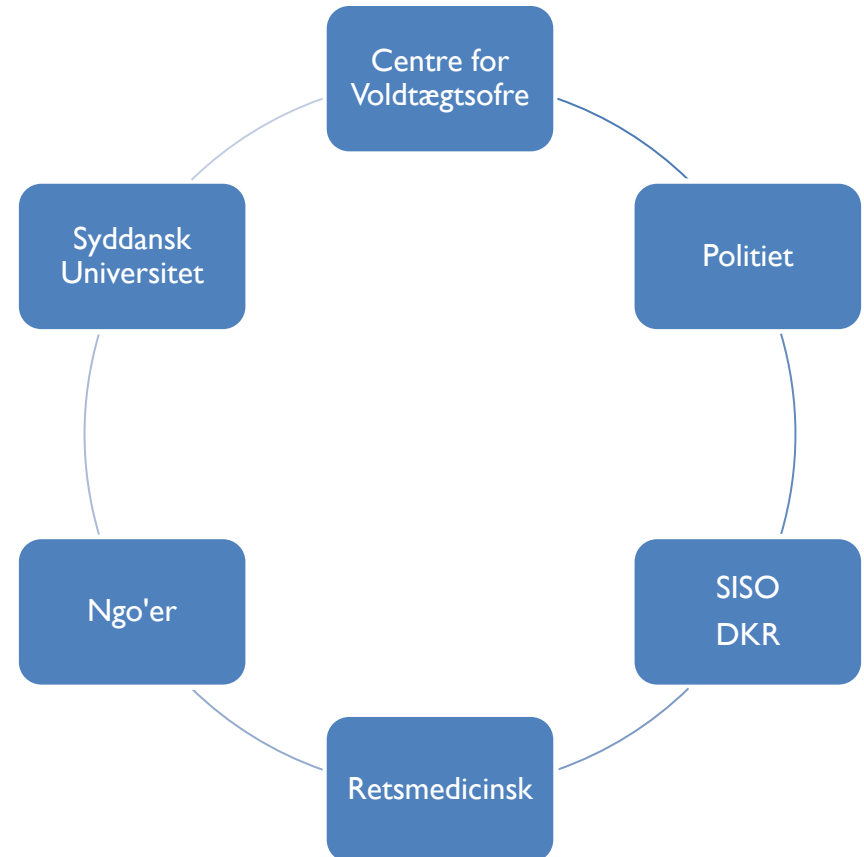 Centre for
Voldtægtsofre
Politiet
SISO
DKR
Retsmedicinsk
Ngo'er
Syddansk
Universitet